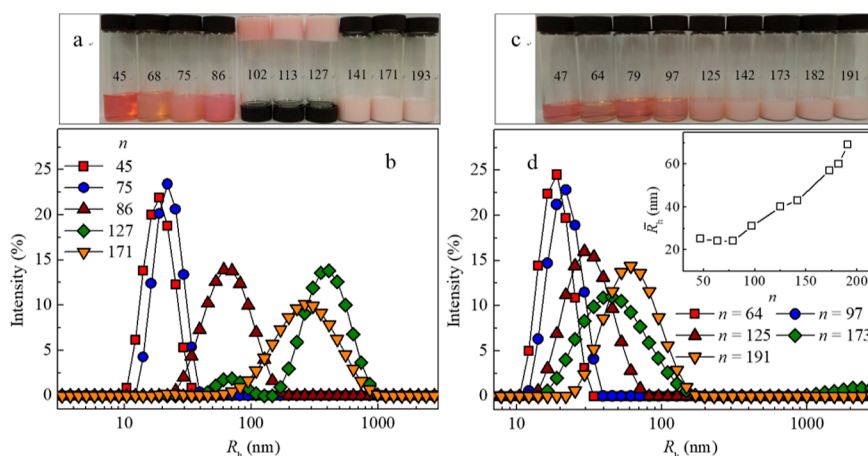 a
45 68 75 86 102 113 127 141 171 193
c
47 64 79 97 125 142 173 182 191
b
n
45
75
86
127
171
Intensity (%)
25
20
15
10
5
0
10 100 1000
Rh (nm)
d
Intensity (%)
25
20
15
10
5
0
10 100 1000
Rh (nm)
R̄h (nm)
60
40
20
50 100 150 200
n
n = 64 n = 97
n = 125 n = 173
n = 191